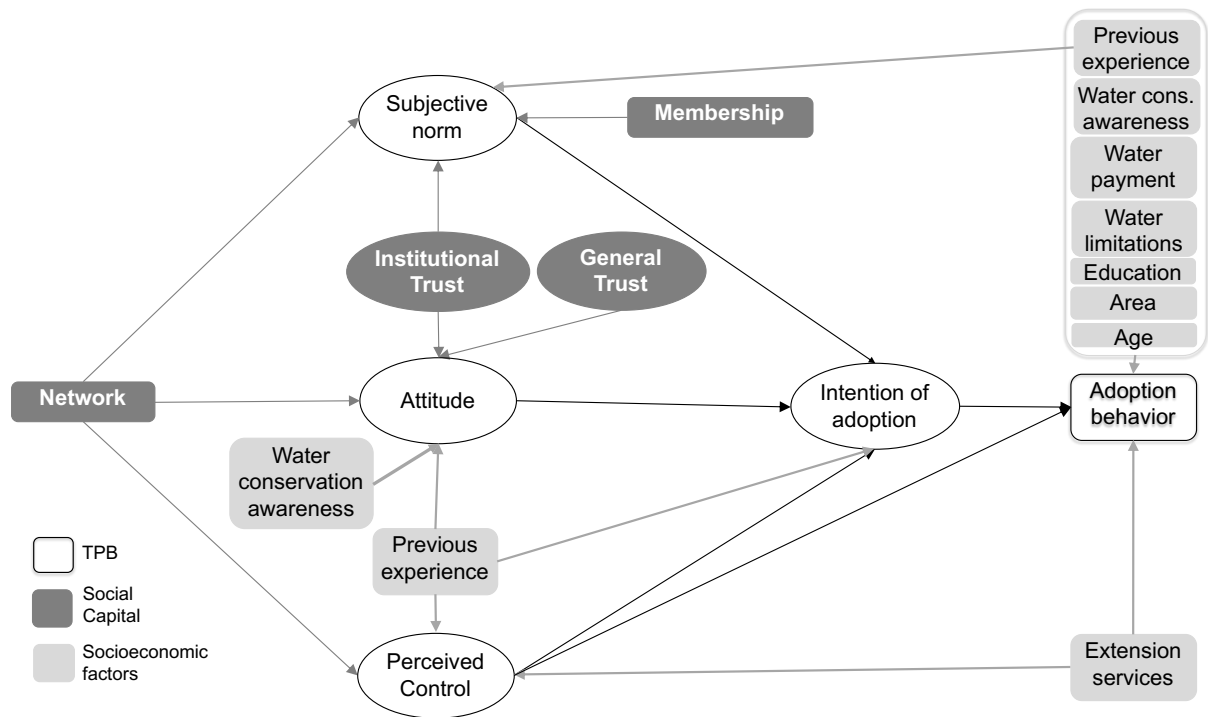 Previous
experience
Water cons.
awareness
Water
payment
Water
limitations
Education
Area
Age
Subjective
norm
Membership
Institutional
Trust
General
Trust
Network
Attitude
Intention of
adoption
Adoption
behavior
Water
conservation
awareness
Previous
experience
TPB
Social
Capital
Socioeconomic
factors
Perceived
Control
Extension
services